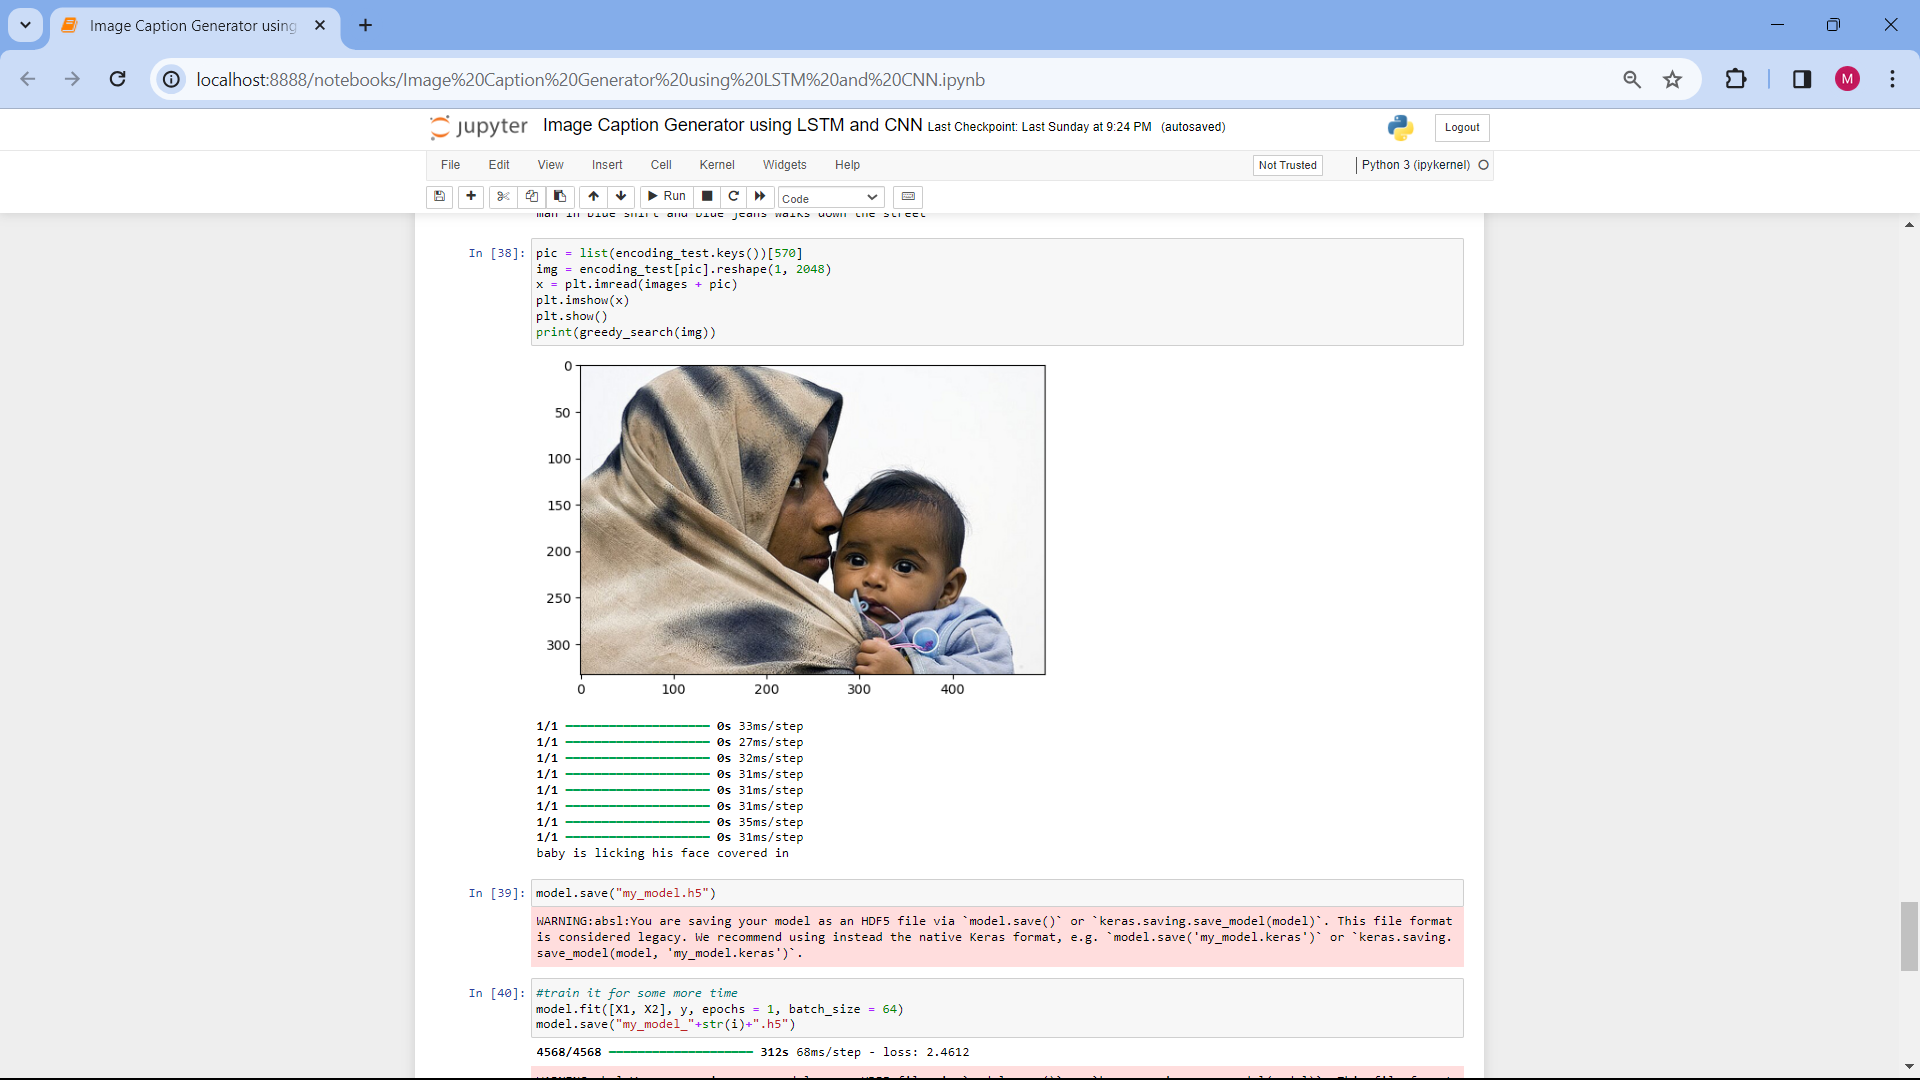 Image Caption Generator using
localhost:8888/notebooks/Image%20Caption%20Generator%20using%20LSTM%20and%20CNN.ipynb
M
jupyter Image Caption Generator using LSTM and CNN Last Checkpoint: Last Sunday at 9:24 PM (autosaved)
Logout
File Edit View Insert Cell Kernel Widgets Help
Not Trusted
Python 3 (ipykernel)
Run
Code
man in blue shirt and blue jeans walks down the street
In [38]:
pic = list(encoding_test.keys())[570]
img = encoding_test[pic].reshape(1, 2048)
x = plt.imread(images + pic)
plt.imshow(x)
plt.show()
print(greedy_search(img))
0
50
100
150
200
250
300
0 100 200 300 400
1/1 0s 33ms/step
1/1 0s 27ms/step
1/1 0s 32ms/step
1/1 0s 31ms/step
1/1 0s 31ms/step
1/1 0s 31ms/step
1/1 0s 35ms/step
1/1 0s 31ms/step
baby is licking his face covered in
In [39]:
model.save("my_model.h5")
WARNING:absl:You are saving your model as an HDF5 file via `model.save()` or `keras.saving.save_model(model)`. This file format
is considered legacy. We recommend using instead the native Keras format, e.g. `model.save('my_model.keras')` or `keras.saving.
save_model(model, 'my_model.keras')`.
In [40]:
#train it for some more time
model.fit([X1, X2], y, epochs = 1, batch_size = 64)
model.save("my_model_"+str(i)+".h5")
4568/4568 312s 68ms/step - loss: 2.4612